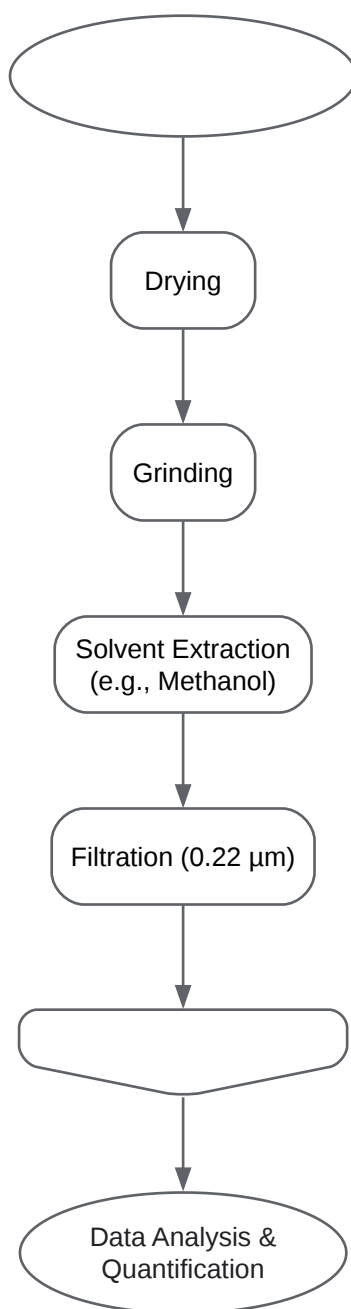 Drying
Grinding
Solvent Extraction
(e.g., Methanol)
Filtration (0.22 µm)
Data Analysis &
Quantification